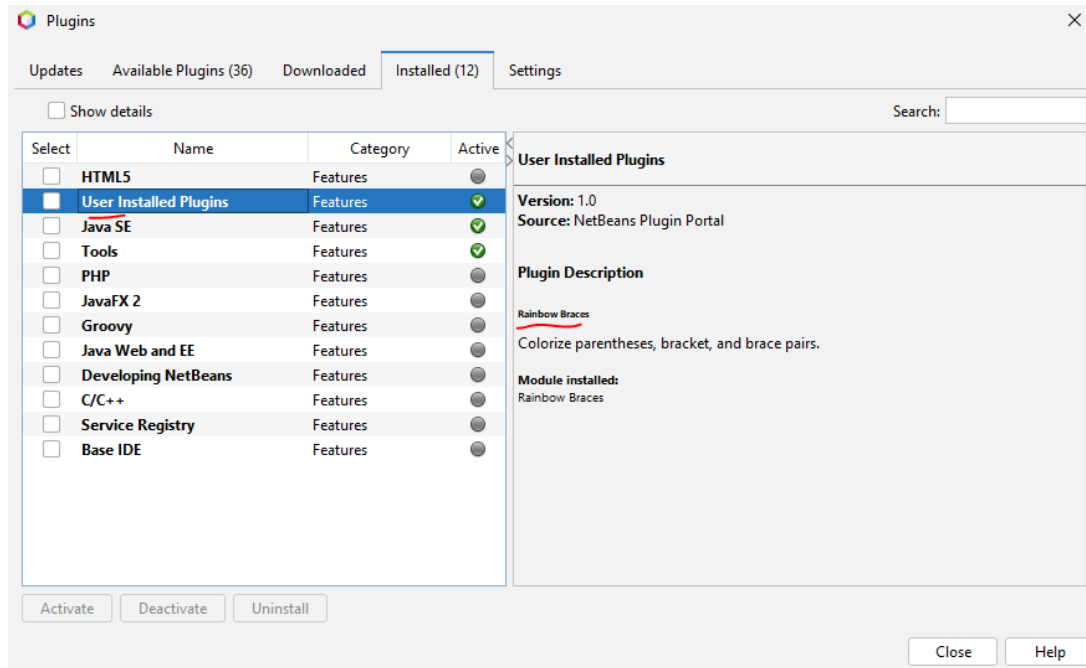 Plugins
Updates Available Plugins (36) Downloaded Installed (12) Settings
Show details Search:
Select Name Category Active
HTML5 Features
User Installed Plugins Features
Java SE Features
Tools Features
PHP Features
JavaFX 2 Features
Groovy Features
Java Web and EE Features
Developing NetBeans Features
C/C++ Features
Service Registry Features
Base IDE Features
User Installed Plugins
Version: 1.0
Source: NetBeans Plugin Portal
Plugin Description
Rainbow Braces
Colorize parentheses, bracket, and brace pairs.
Module installed:
Rainbow Braces
Activate Deactivate Uninstall
Close Help